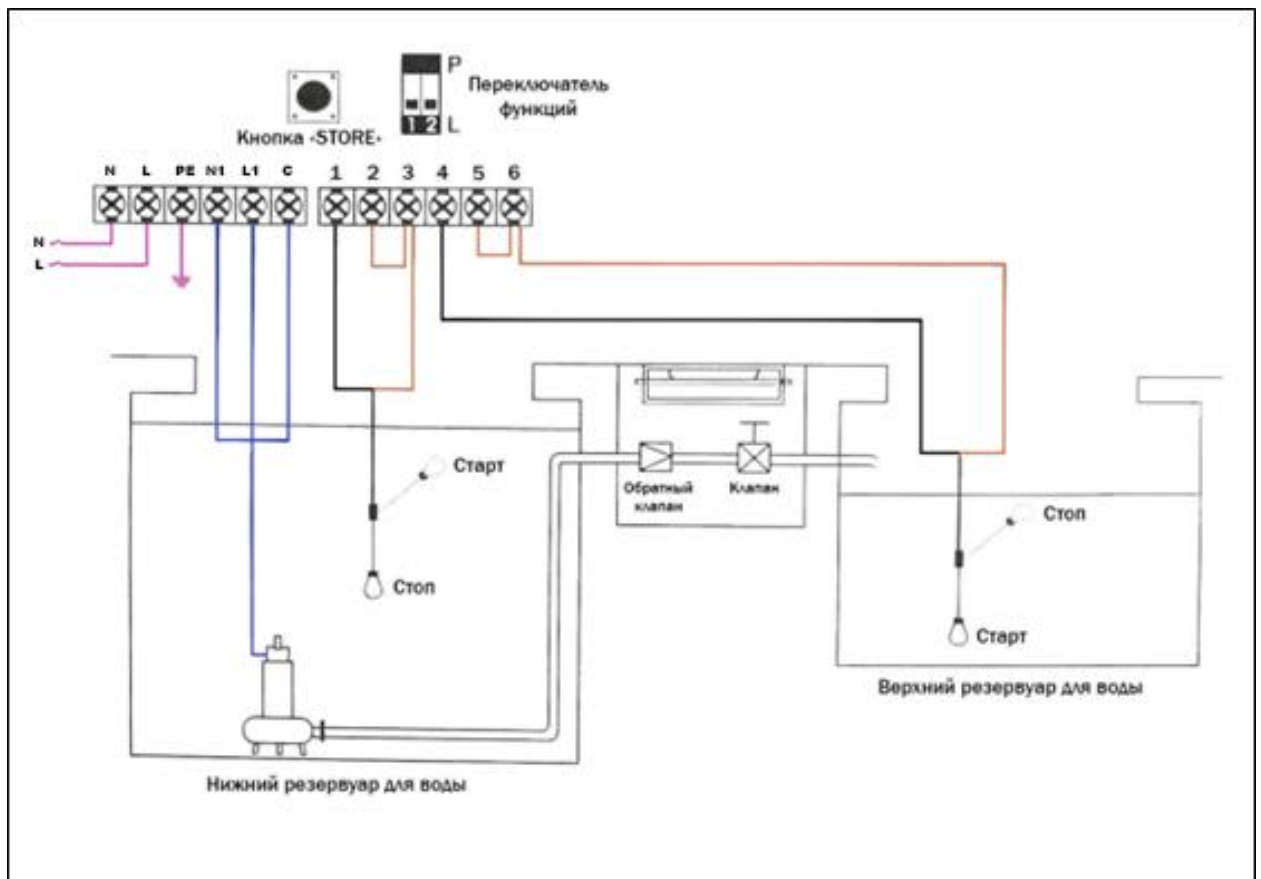 P
Переключатель
функций
1 2 L
Кнопка «STORE»
N L PE N1 L1 C 1 2 3 4 5 6
N
L
Старт
Стоп
Обратный
клапан
Клапан
Стоп
Старт
Верхний резервуар для воды
Нижний резервуар для воды